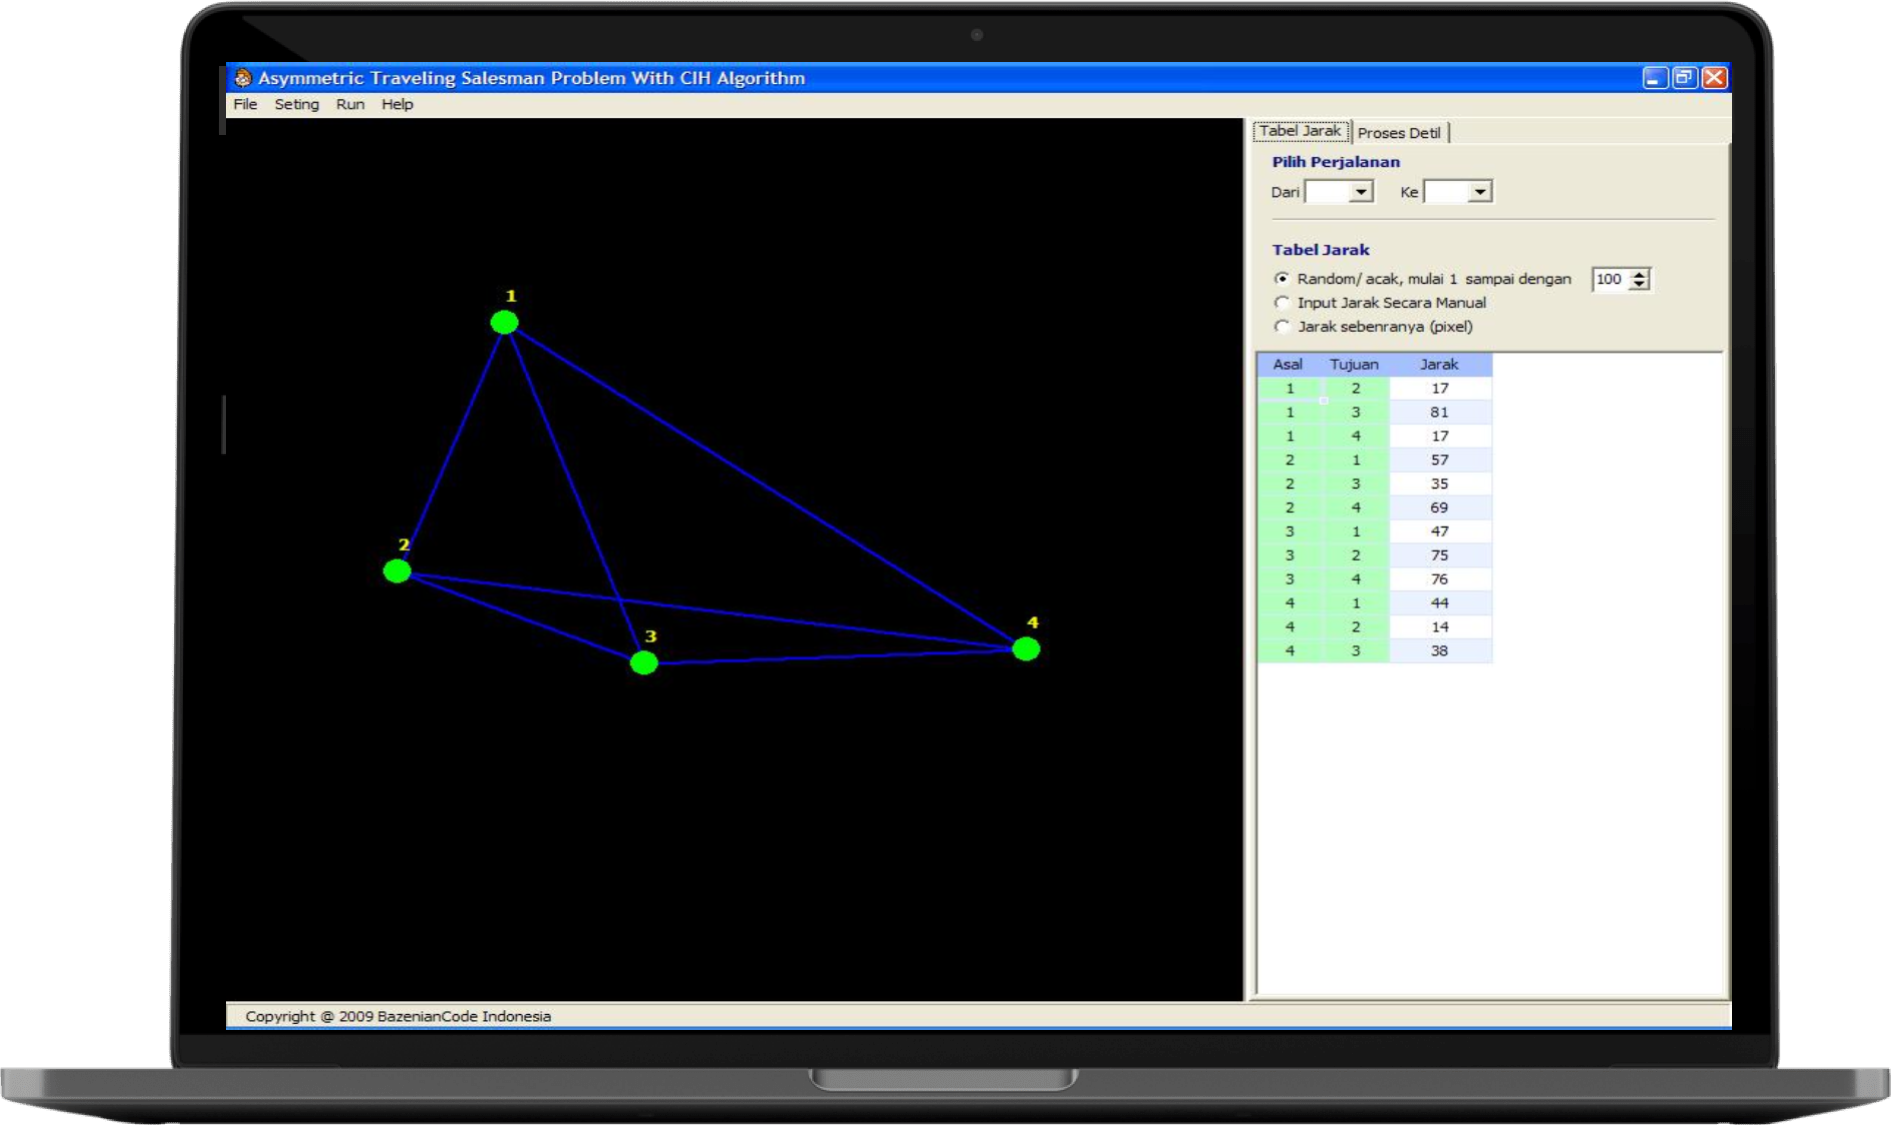 Asymmetric Traveling Salesman Problem With CIH Algorithm
File Seting Run Help
1
2
3
4
Tabel Jarak Proses Detil
Pilih Perjalanan
Dari Ke
Tabel Jarak
Random/ acak, mulai 1 sampai dengan 100
Input Jarak Secara Manual
Jarak sebenranya (pixel)
Asal Tujuan Jarak
1 2 17
1 3 81
1 4 17
2 1 57
2 3 35
2 4 69
3 1 47
3 2 75
3 4 76
4 1 44
4 2 14
4 3 38
Copyright @ 2009 BazenianCode Indonesia